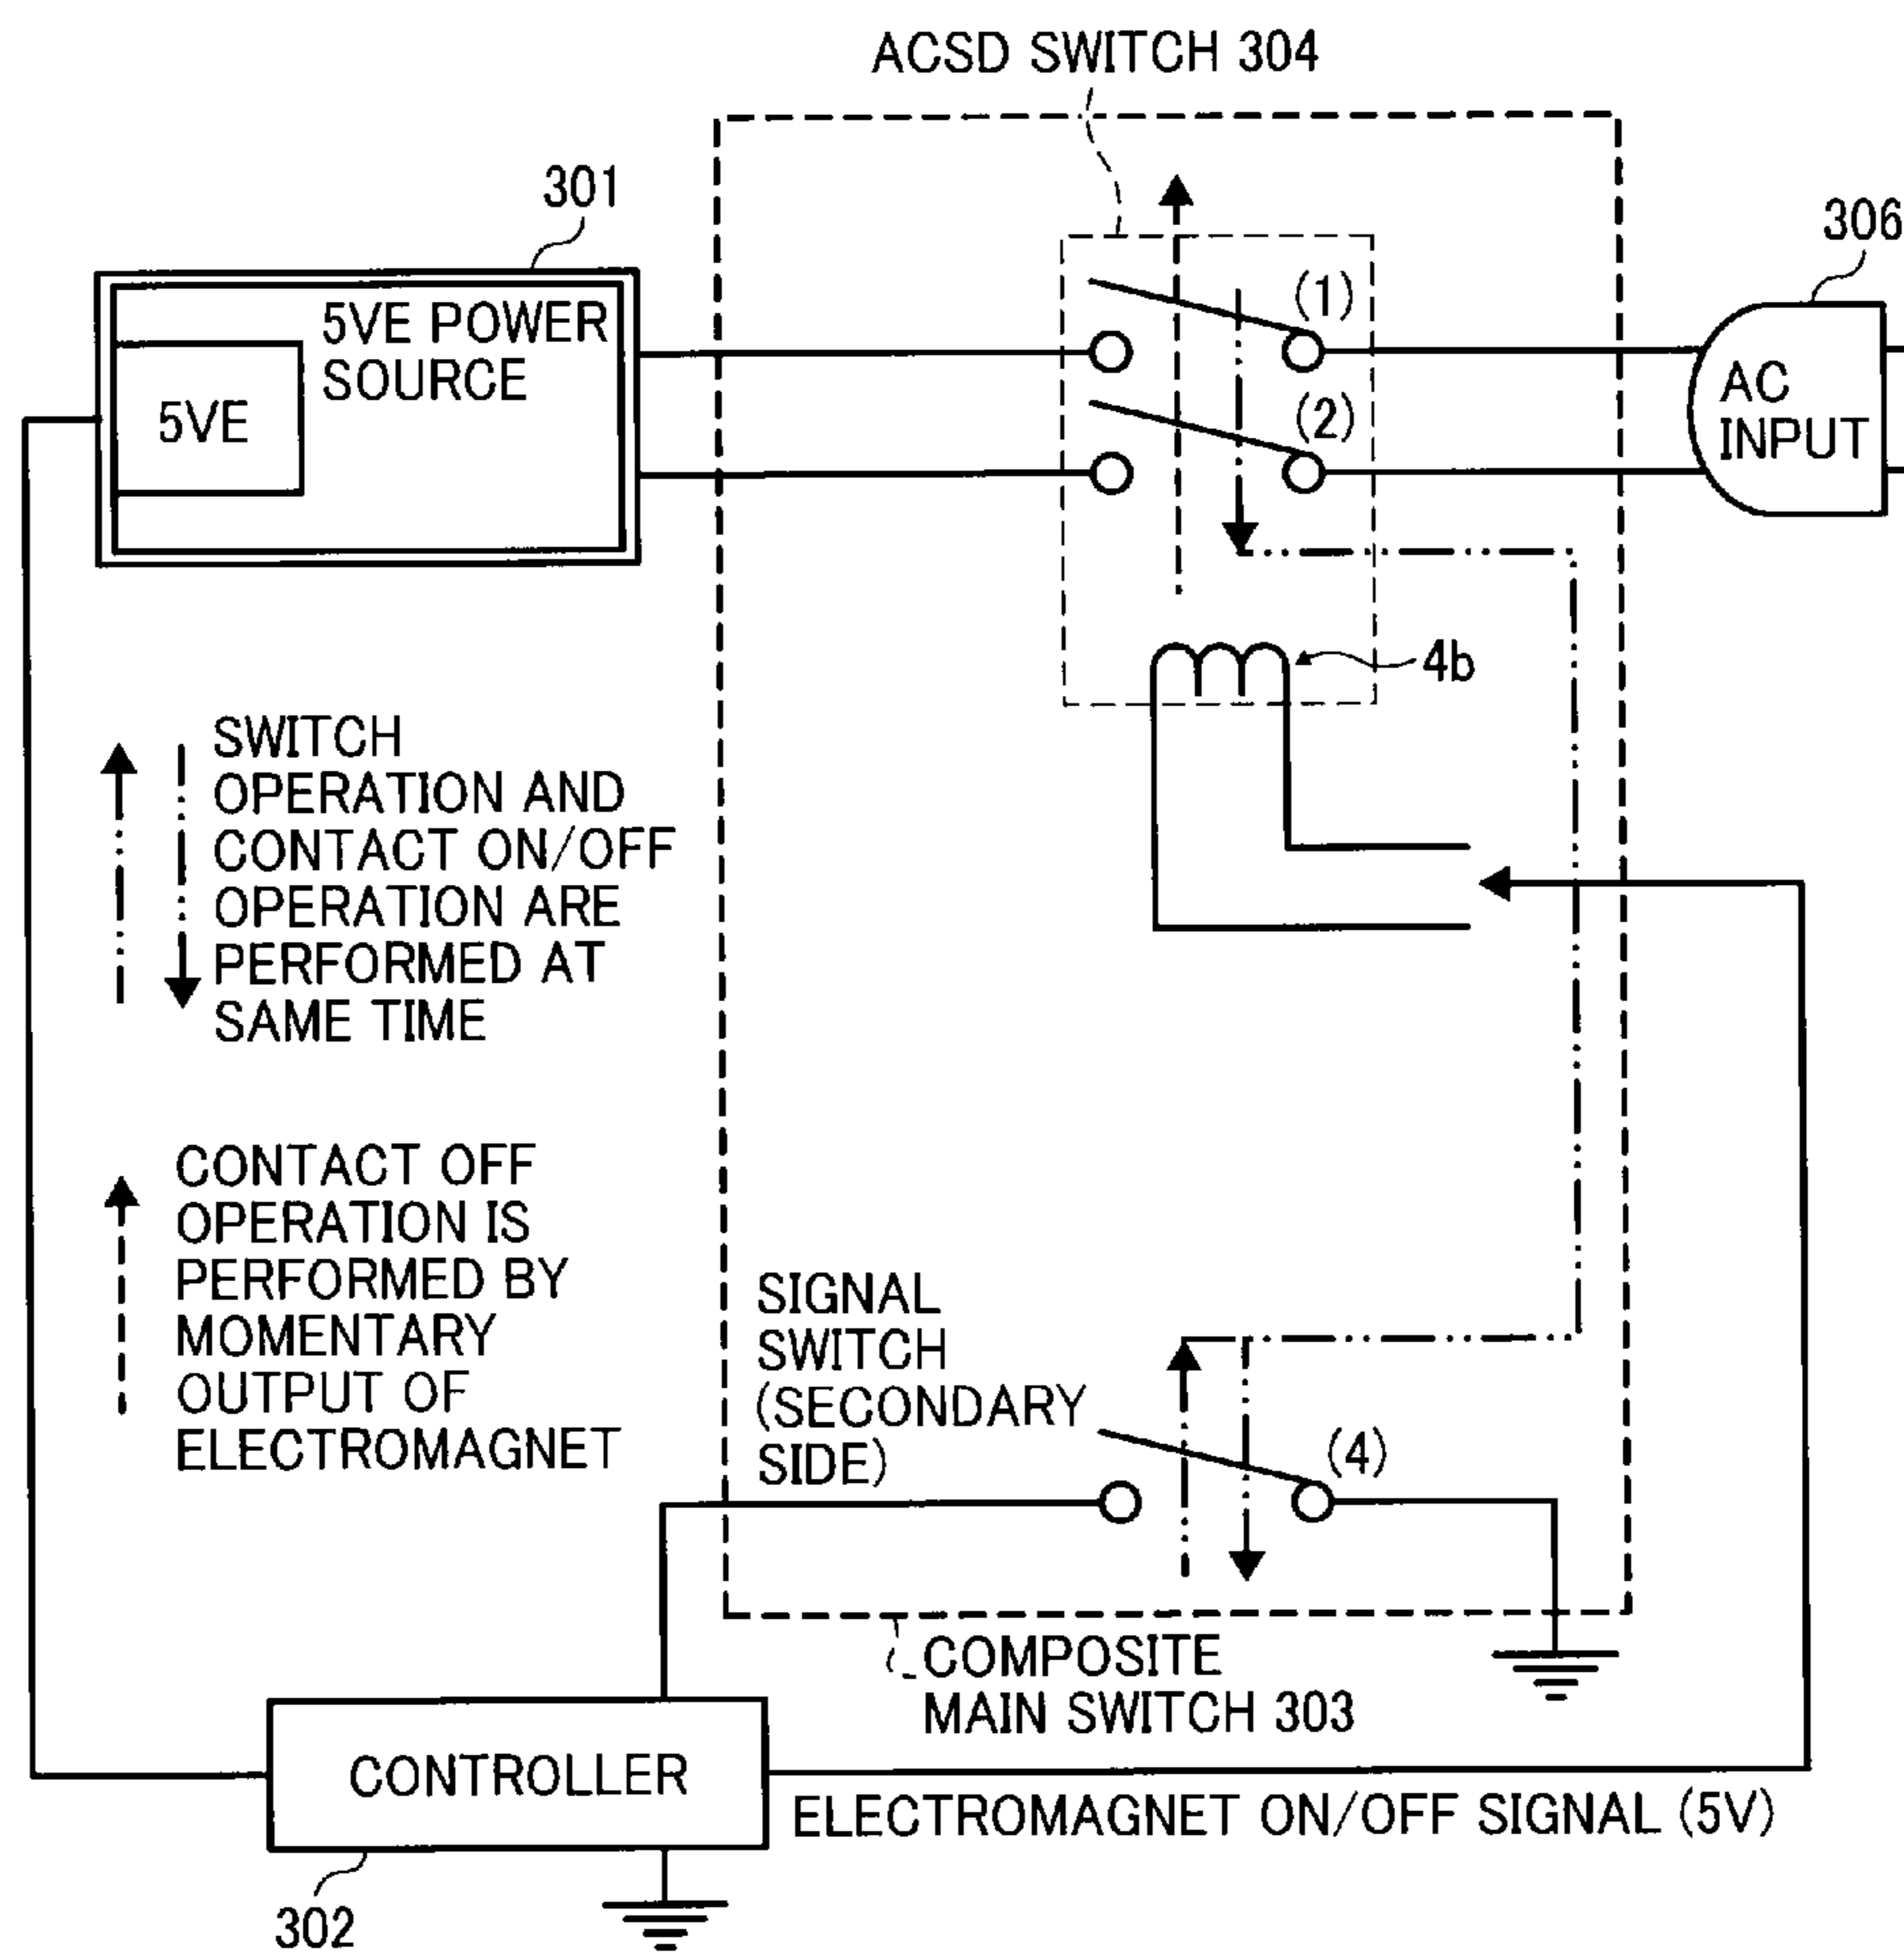 ACSD SWITCH 304
301
306
5VE POWER
SOURCE
5VE
(1)
(2)
AC
INPUT
4b
SWITCH
OPERATION AND
CONTACT ON/OFF
OPERATION ARE
PERFORMED AT
SAME TIME
CONTACT OFF
OPERATION IS
PERFORMED BY
MOMENTARY
OUTPUT OF
ELECTROMAGNET
SIGNAL
SWITCH
(SECONDARY
SIDE)
(4)
COMPOSITE
MAIN SWITCH 303
CONTROLLER
ELECTROMAGNET ON/OFF SIGNAL (5V)
302